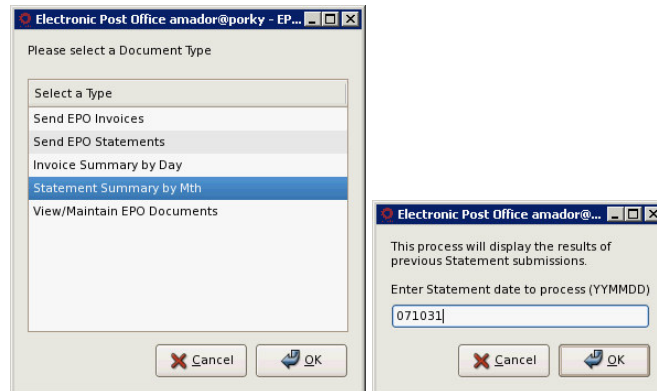 Electronic Post Office amador@porky - EP...
Please select a Document Type
Select a Type
Send EPO Invoices
Send EPO Statements
Invoice Summary by Day
Statement Summary by Mth
View/Maintain EPO Documents
Cancel
OK
Electronic Post Office amador@...
This process will display the results of
previous Statement submissions.
Enter Statement date to process (YYMMDD)
071031
Cancel
OK